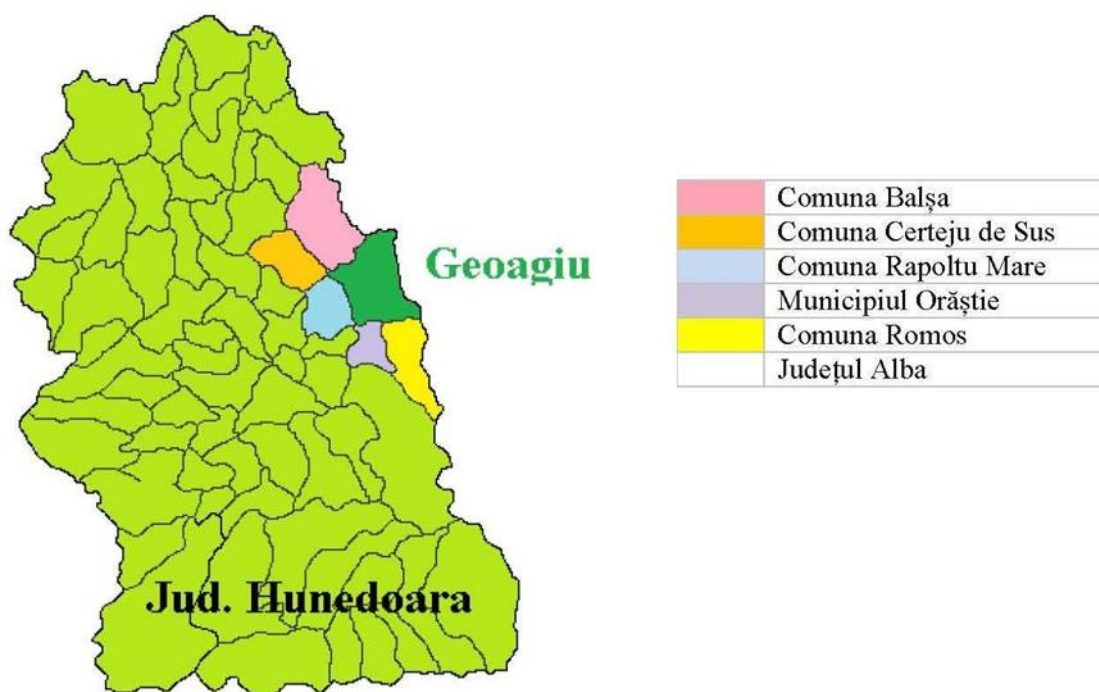 Geoagiu
Jud. Hunedoara
Comuna Balșa
Comuna Certeju de Sus
Comuna Rapoltu Mare
Municipiul Orăștie
Comuna Romos
Județul Alba